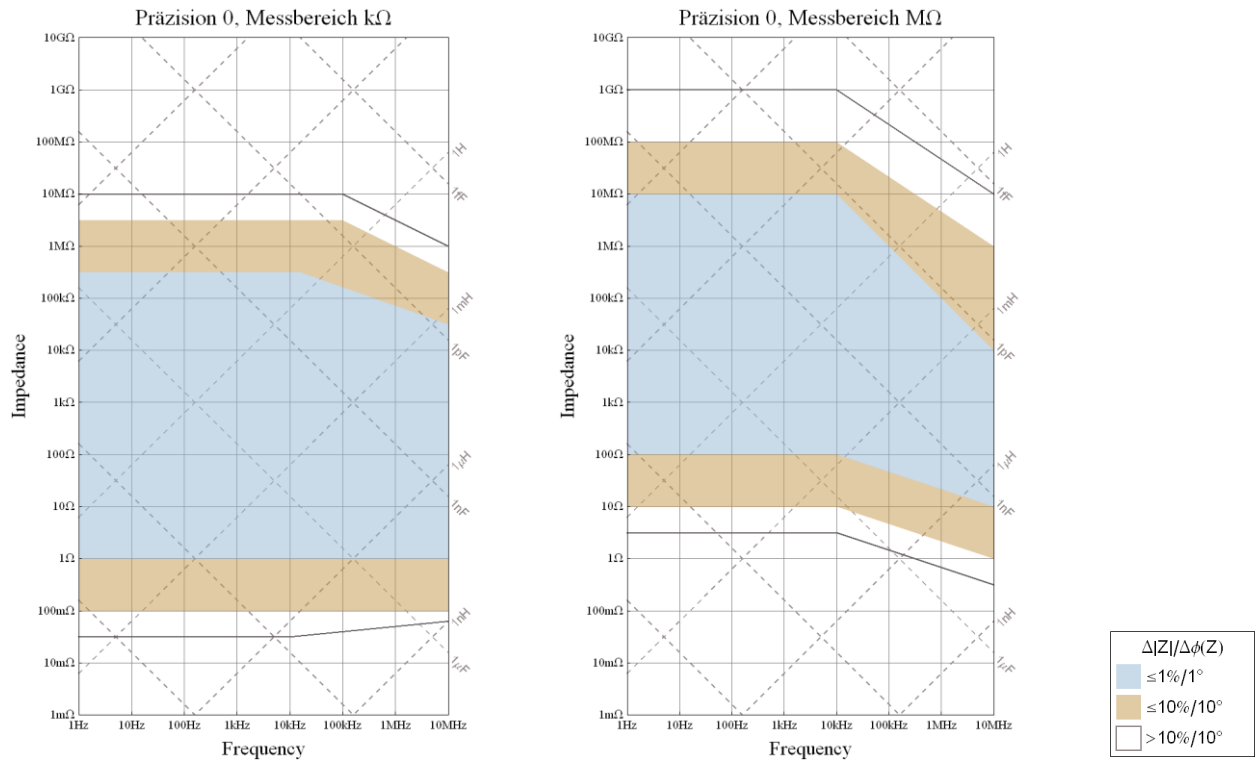 Präzision 0, Messbereich kΩ
10GΩ
1GΩ
100MΩ
10MΩ
1MΩ
100kΩ
10kΩ
1kΩ
100Ω
10Ω
1Ω
100mΩ
10mΩ
1mΩ
Impedance
1H
1fF
1mH
1pF
1μH
1nF
1nH
1μF
1Hz 10Hz 100Hz 1kHz 10kHz 100kHz 1MHz 10MHz
Frequency
Präzision 0, Messbereich MΩ
10GΩ
1GΩ
100MΩ
10MΩ
1MΩ
100kΩ
10kΩ
1kΩ
100Ω
10Ω
1Ω
100mΩ
10mΩ
1mΩ
Impedance
1H
1fF
1mH
1pF
1μH
1nF
1nH
1μF
1Hz 10Hz 100Hz 1kHz 10kHz 100kHz 1MHz 10MHz
Frequency
Δ|Z|/Δϕ(Z)
≤1%/1°
≤10%/10°
>10%/10°